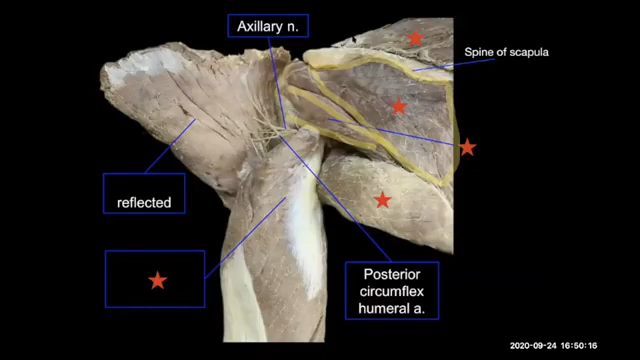 Axillary n.
Spine of scapula
reflected
Posterior
circumflex
humeral a.
2020-09-24 16:50:16